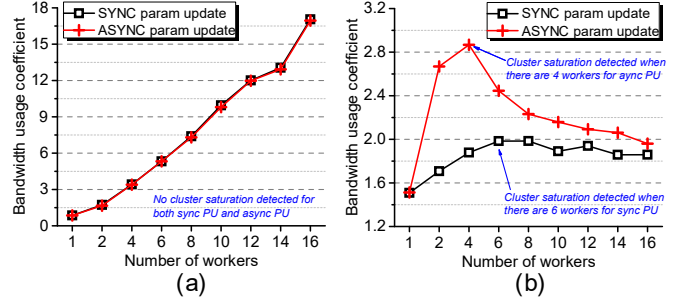 SYNC param update
ASYNC param update
Bandwidth usage coefficient
18
15
12
9
6
3
0
No cluster saturation detected for
both sync PU and async PU
1 2 4 6 8 10 12 14 16
Number of workers
(a)
SYNC param update
ASYNC param update
Bandwidth usage coefficient
3.2
2.8
2.4
2.0
1.6
1.2
Cluster saturation detected when
there are 4 workers for aync PU
Cluster saturation detected when
there are 6 workers for sync PU
1 2 4 6 8 10 12 14 16
Number of workers
(b)